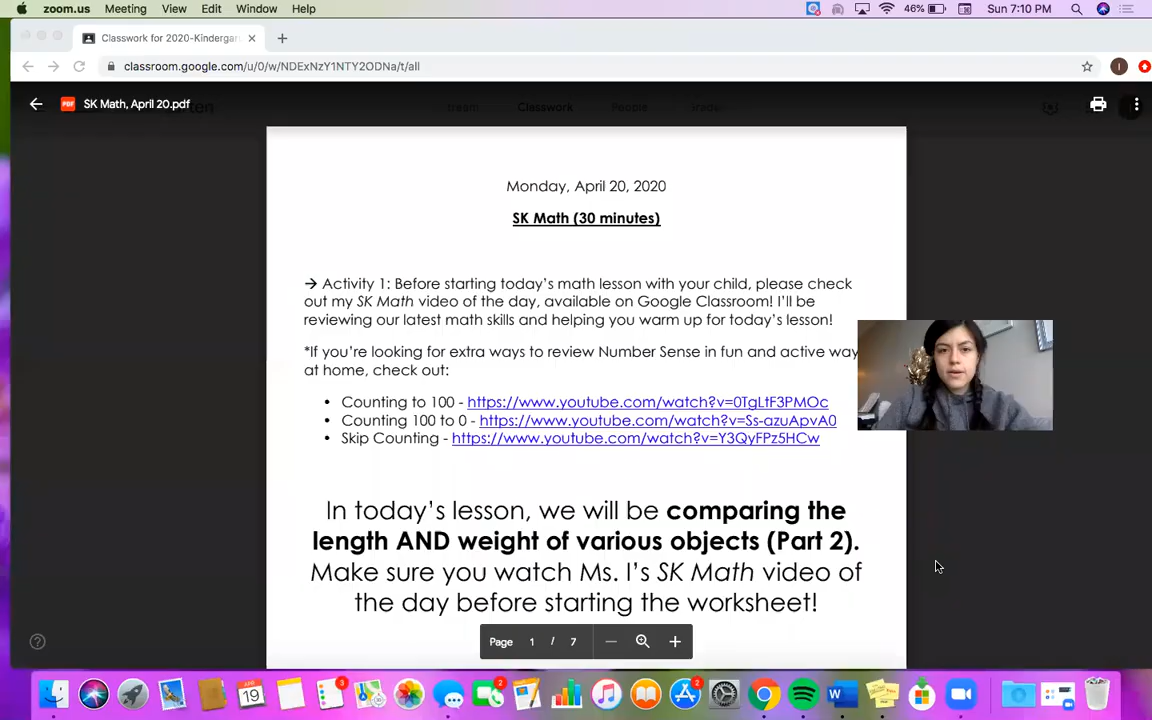 zoom.us Meeting View Edit Window Help 46% Sun 7:10 PM
Classwork for 2020-Kindergar
classroom.google.com/u/0/w/NDExNzY1NTY2ODNa/t/all
PDF SK Math, April 20.pdf
Classwork People
Monday, April 20, 2020
SK Math (30 minutes)
→ Activity 1: Before starting today's math lesson with your child, please check
out my SK Math video of the day, available on Google Classroom! I'll be
reviewing our latest math skills and helping you warm up for today's lesson!
*If you're looking for extra ways to review Number Sense in fun and active way
at home, check out:
• Counting to 100 - https://www.youtube.com/watch?v=0TgLtF3PMOc
• Counting 100 to 0 - https://www.youtube.com/watch?v=Ss-azuApvA0
• Skip Counting - https://www.youtube.com/watch?v=Y3QyFPz5HCw
In today's lesson, we will be comparing the
length AND weight of various objects (Part 2).
Make sure you watch Ms. I's SK Math video of
the day before starting the worksheet!
Page 1 / 7
APR
19
3
2
2
W